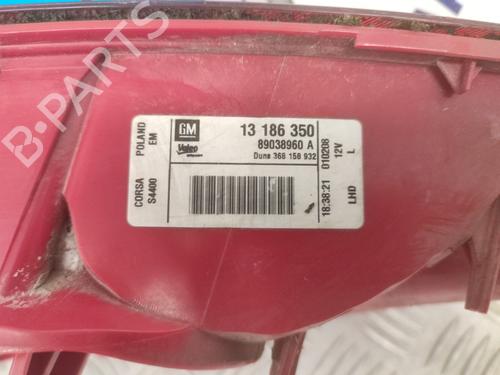 B-PARTS
GM
Valeo
13 186 350
89038960 A
Duns 368 158 932
CORSA POLAND
S4400 EM
18:38:21 010208
LHD 12V
L